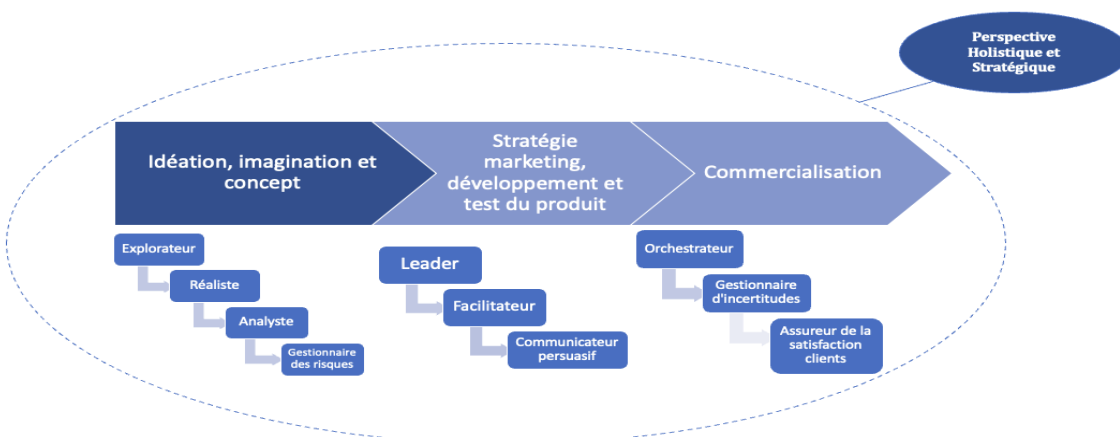 Perspective
Holistique et
Stratégique
Idéation, imagination et
concept
Stratégie
marketing,
développement et
test du produit
Commercialisation
Explorateur
Réaliste
Analyste
Gestionnaire
des risques
Leader
Facilitateur
Communicateur
persuasif
Orchestrateur
Gestionnaire
d'incertitudes
Assureur de la
satisfaction
clients